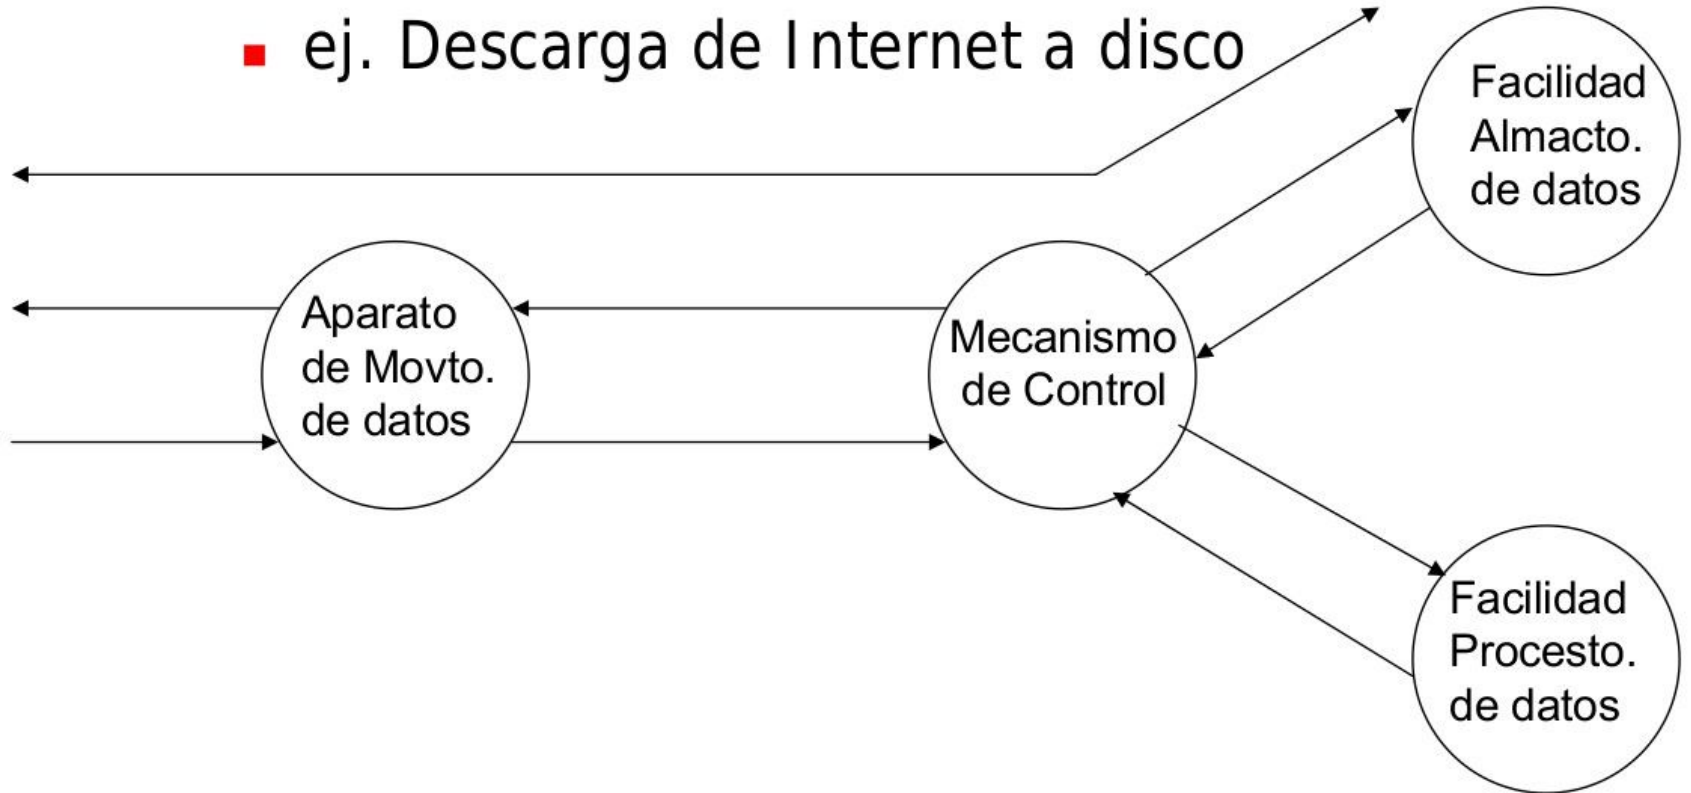 ej. Descarga de Internet a disco
Facilidad
Almacto.
de datos
Aparato
de Movto.
de datos
Mecanismo
de Control
Facilidad
Procesto.
de datos